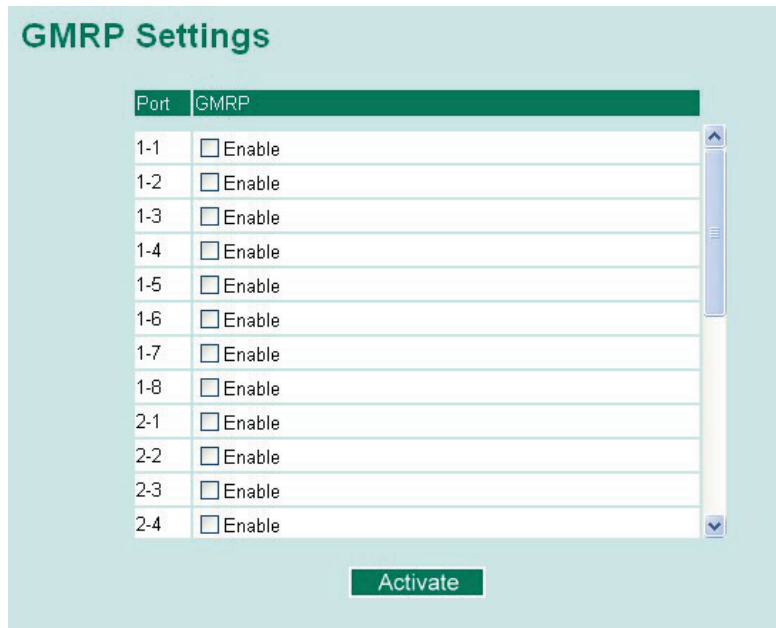 GMRP Settings
Port GMRP
1-1 Enable
1-2 Enable
1-3 Enable
1-4 Enable
1-5 Enable
1-6 Enable
1-7 Enable
1-8 Enable
2-1 Enable
2-2 Enable
2-3 Enable
2-4 Enable
Activate